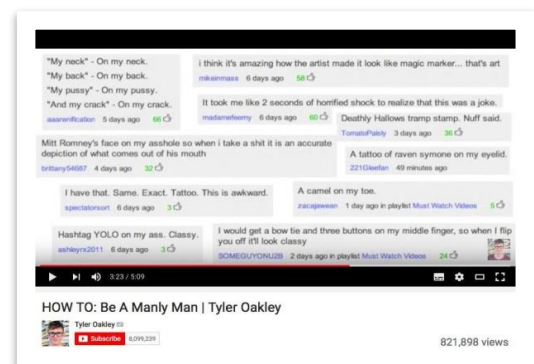 "My neck" - On my neck.
"My back" - On my back.
"My pussy" - On my pussy.
"And my crack" - On my crack.
aaarenification 5 days ago 66
i think it's amazing how the artist made it look like magic marker... that's art
mikeinmass 6 days ago 58
It took me like 2 seconds of horrified shock to realize that this was a joke.
madamefeemy 6 days ago 60
Deathly Hallows tramp stamp. Nuff said.
TomatoPaisly 3 days ago 36
Mitt Romney's face on my asshole so when i take a shit it is an accurate
depiction of what comes out of his mouth
brittany54687 4 days ago 32
A tattoo of raven symone on my eyelid.
221Gleefan 49 minutes ago
I have that. Same. Exact. Tattoo. This is awkward.
spectatorsort 6 days ago 3
A camel on my toe.
zacajawean 1 day ago in playlist Must Watch Videos 5
Hashtag YOLO on my ass. Classy.
ashleyrx2011 6 days ago 3
I would get a bow tie and three buttons on my middle finger, so when I flip
you off it'll look classy
SOMEGUYONU2B 2 days ago in playlist Must Watch Videos 24
3:23 / 5:09
HOW TO: Be A Manly Man | Tyler Oakley
Tyler Oakley
Subscribe 8,099,239
821,898 views